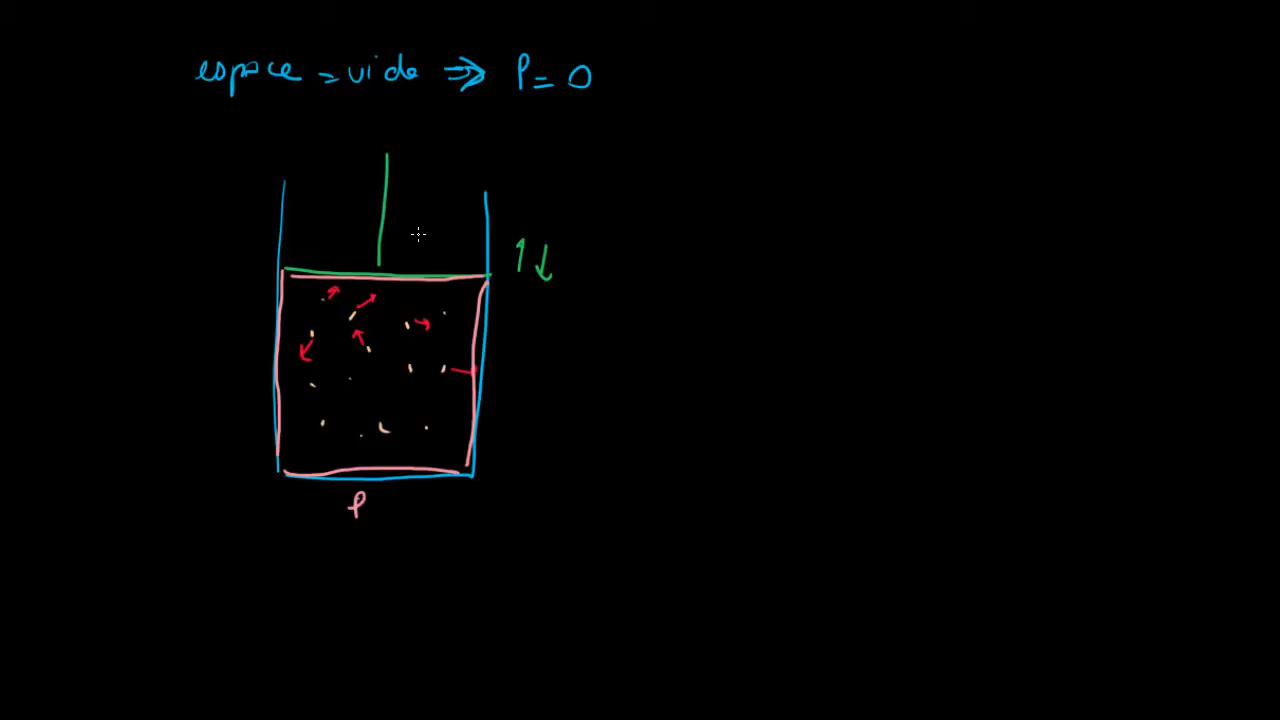 espace = vide ⇒ P = 0
P